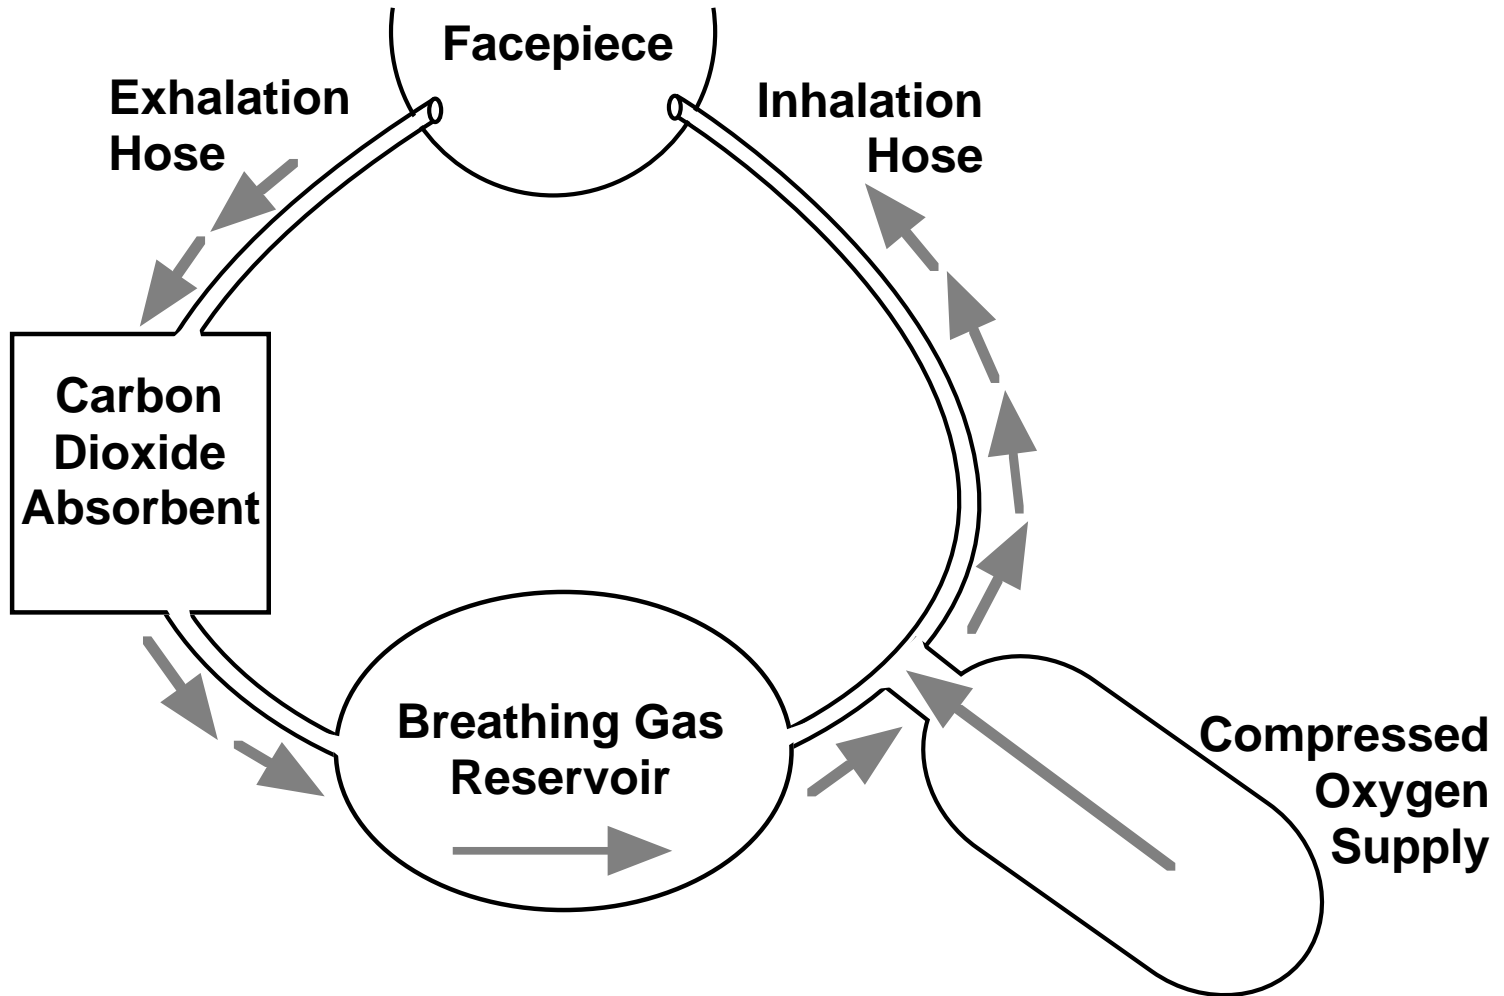 Facepiece
Exhalation
Hose
Inhalation
Hose
Carbon
Dioxide
Absorbent
Breathing Gas
Reservoir
Compressed
Oxygen
Supply